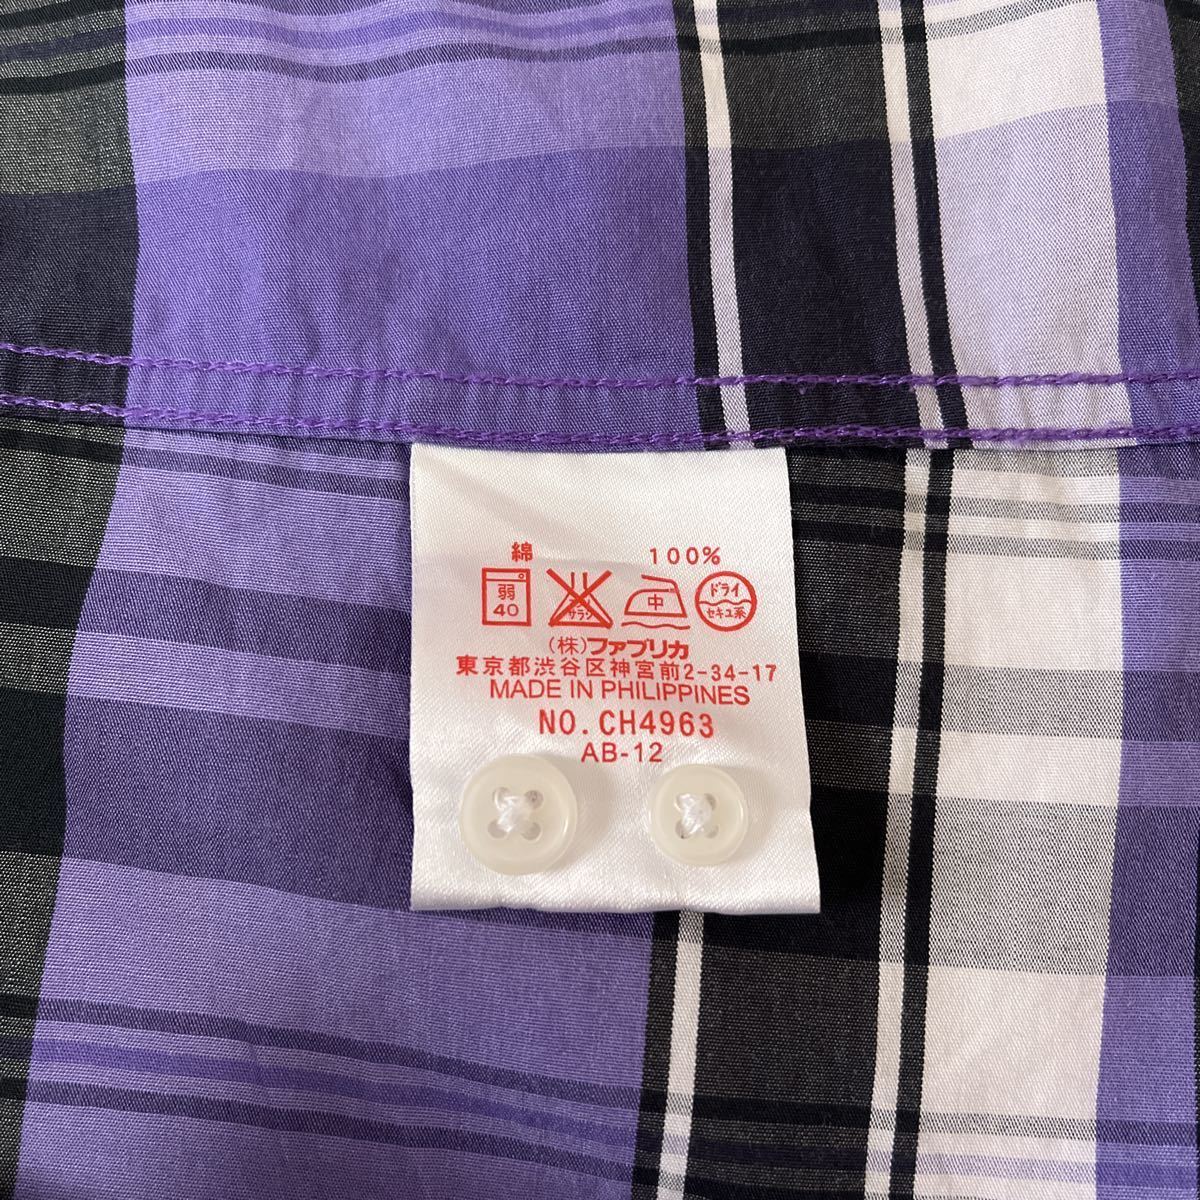 綿 100%
弱 40 中 ドライ セキユ系
サラシ
(株)ファブリカ
東京都渋谷区神宮前2-34-17
MADE IN PHILIPPINES
NO. CH4963
AB-12